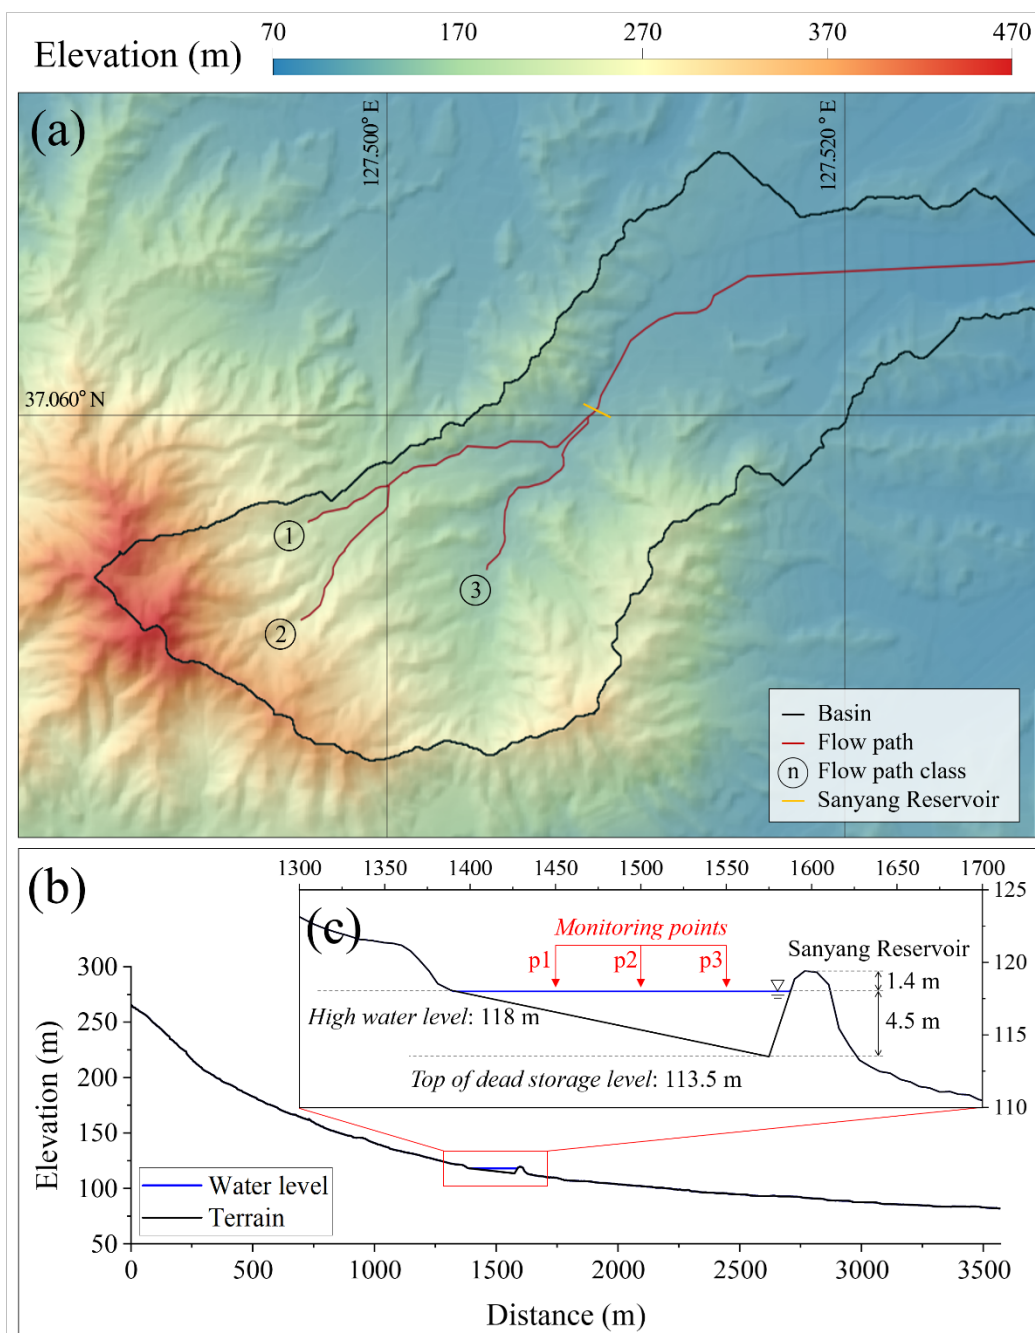 Elevation (m)
70 170 270 370 470
(a)
127.500° E
127.520° E
37.060° N
1
2
3
Basin
Flow path
n Flow path class
Sanyang Reservoir
(b)
1300 1350 1400 1450 1500 1550 1600 1650 1700
(c)
125
120
115
110
Monitoring points
p1 p2 p3
Sanyang Reservoir
1.4 m
4.5 m
High water level: 118 m
Top of dead storage level: 113.5 m
Elevation (m)
300
250
200
150
100
50
Water level
Terrain
0 500 1000 1500 2000 2500 3000 3500
Distance (m)